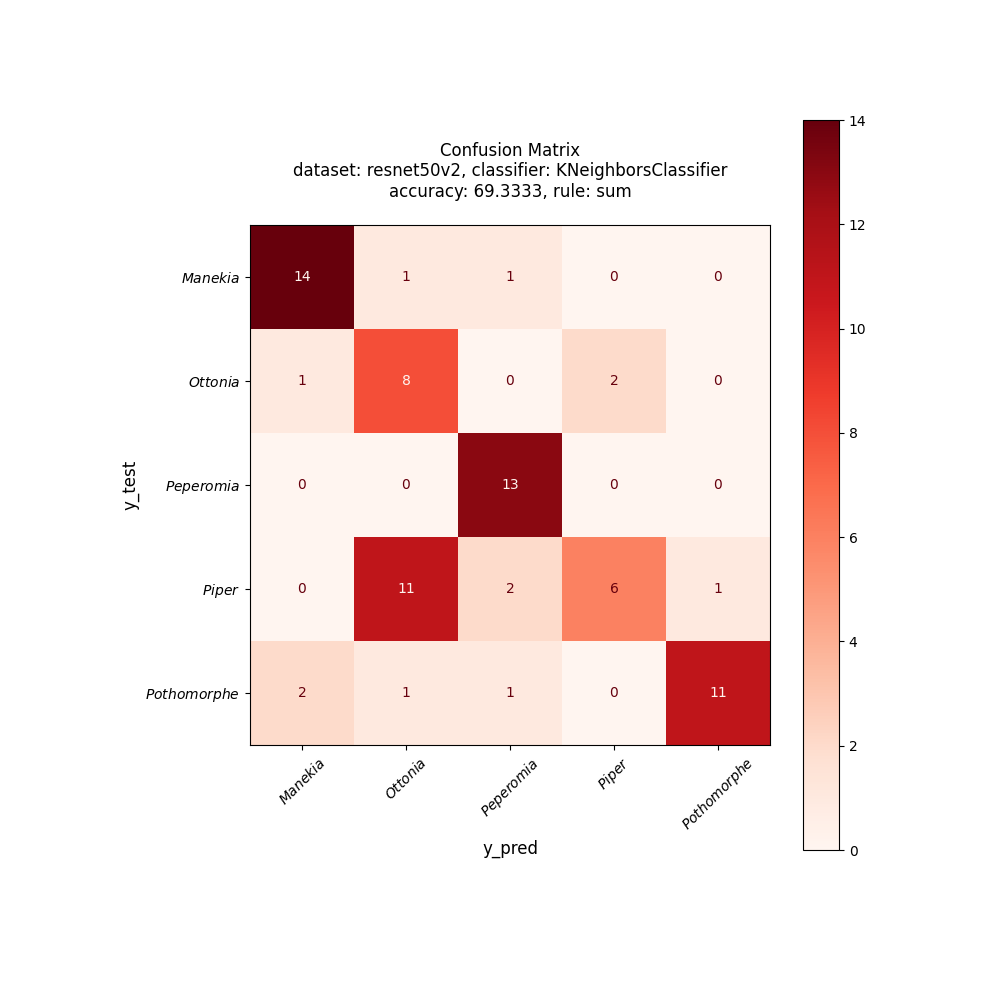 Confusion Matrix
dataset: resnet50v2, classifier: KNeighborsClassifier
accuracy: 69.3333, rule: sum
14
12
10
8
6
4
2
0
y_test
Manekia 14 1 1 0 0
Ottonia 1 8 0 2 0
Peperomia 0 0 13 0 0
Piper 0 11 2 6 1
Pothomorphe 2 1 1 0 11
Manekia Ottonia Peperomia Piper Pothomorphe
y_pred